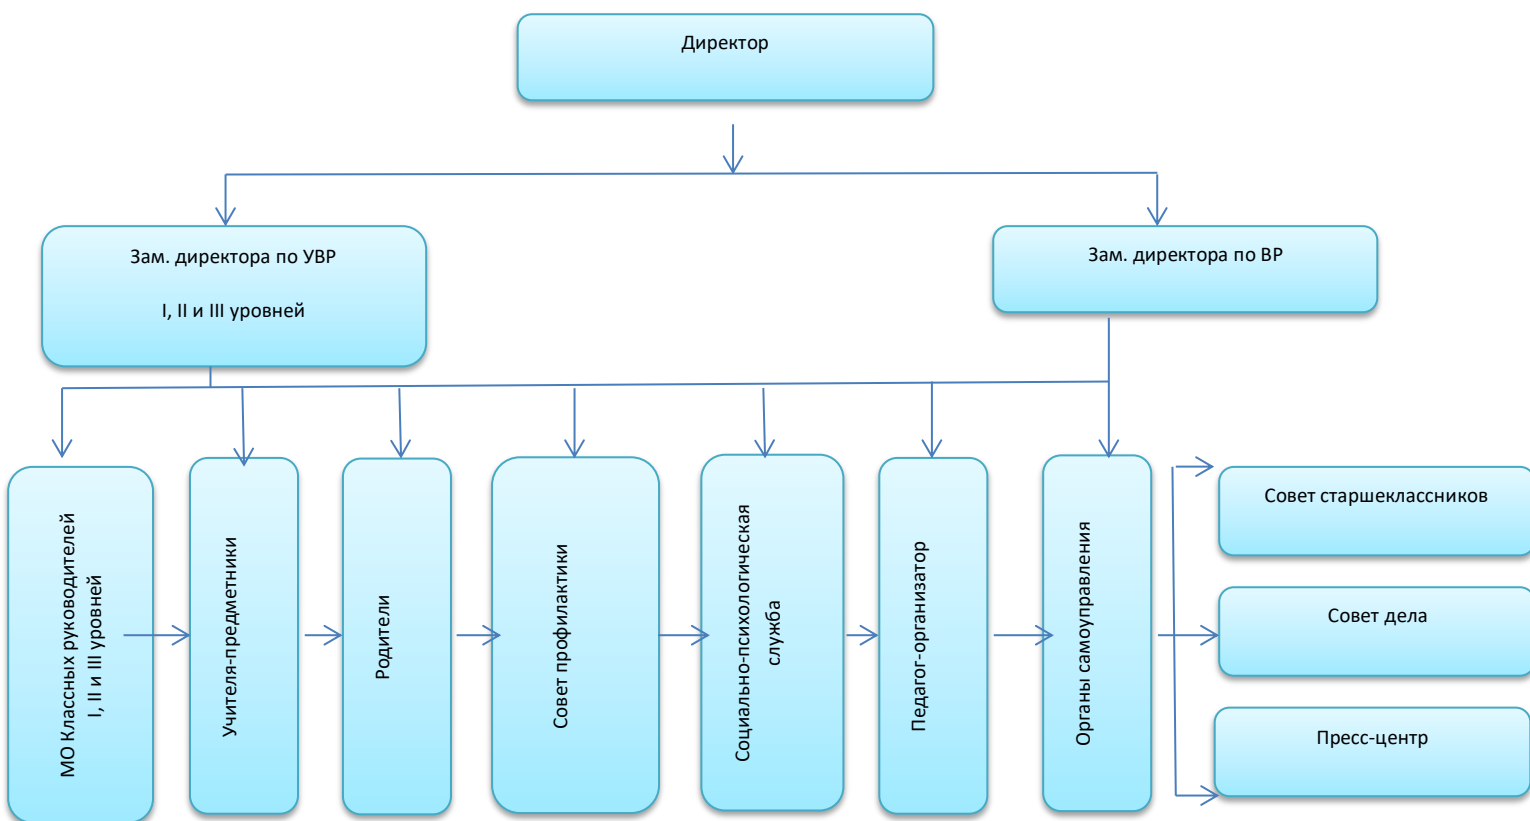 Директор
Зам. директора по УВР
I, II и III уровней
Зам. директора по ВР
МО Классных руководителей
I, II и III уровней
Учителя-предметники
Родители
Совет профилактики
Социально-психологическая
служба
Педагог-организатор
Органы самоуправления
Совет старшеклассников
Совет дела
Пресс-центр